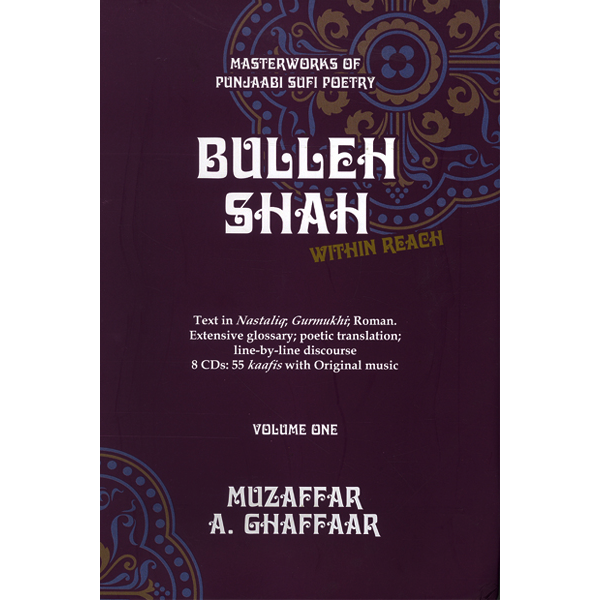 MASTERWORKS OF
PUNJAABI SUFI POETRY
BULLEH
SHAH
WITHIN REACH
Text in Nastaliq; Gurmukhi; Roman.
Extensive glossary; poetic translation;
line-by-line discourse
8 CDs: 55 kaafis with Original music
VOLUME ONE
MUZAFFAR
A. GHAFFAAR